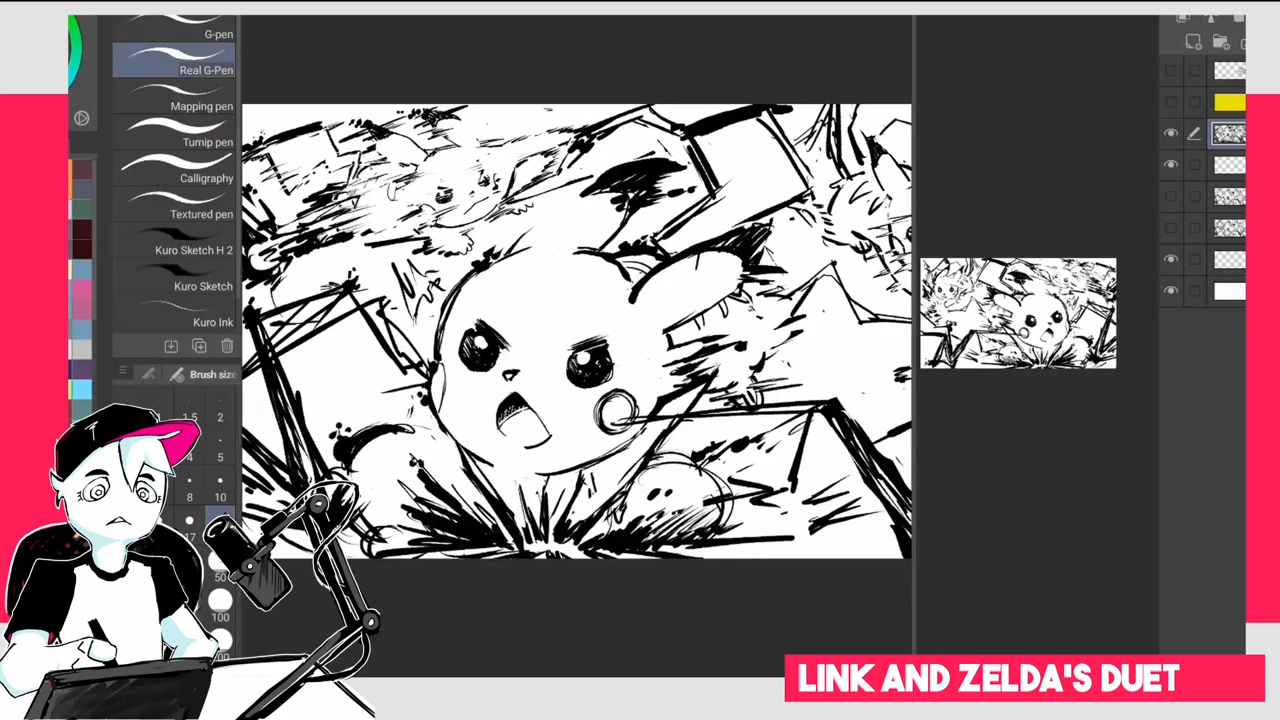 G-pen
Real G-Pen
Mapping pen
Turnip pen
Calligraphy
Textured pen
Kuro Sketch H 2
Kuro Sketch
Kuro Ink
Brush size
1.5 2
4 5
8 10
17
50
100
T
LINK AND ZELDA'S DUET